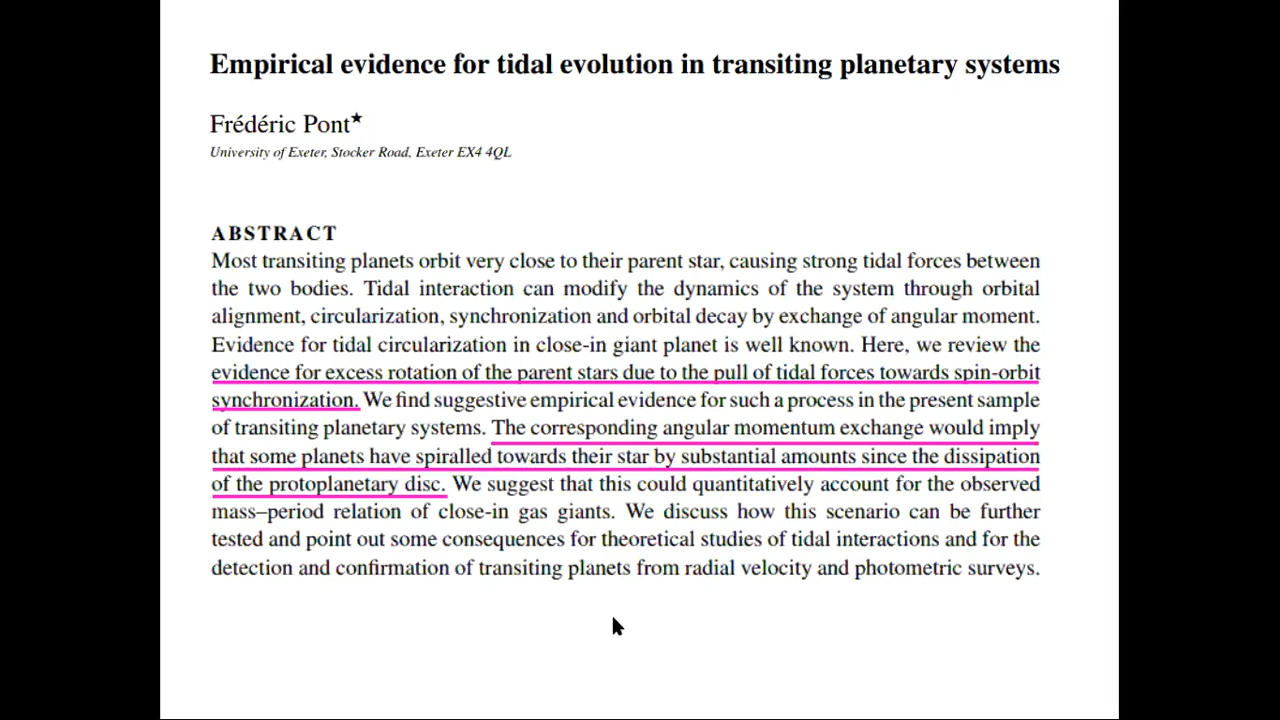 Empirical evidence for tidal evolution in transiting planetary systems
Frédéric Pont★
University of Exeter, Stocker Road, Exeter EX4 4QL
ABSTRACT
Most transiting planets orbit very close to their parent star, causing strong tidal forces between
the two bodies. Tidal interaction can modify the dynamics of the system through orbital
alignment, circularization, synchronization and orbital decay by exchange of angular moment.
Evidence for tidal circularization in close-in giant planet is well known. Here, we review the
evidence for excess rotation of the parent stars due to the pull of tidal forces towards spin-orbit
synchronization. We find suggestive empirical evidence for such a process in the present sample
of transiting planetary systems. The corresponding angular momentum exchange would imply
that some planets have spiralled towards their star by substantial amounts since the dissipation
of the protoplanetary disc. We suggest that this could quantitatively account for the observed
mass–period relation of close-in gas giants. We discuss how this scenario can be further
tested and point out some consequences for theoretical studies of tidal interactions and for the
detection and confirmation of transiting planets from radial velocity and photometric surveys.